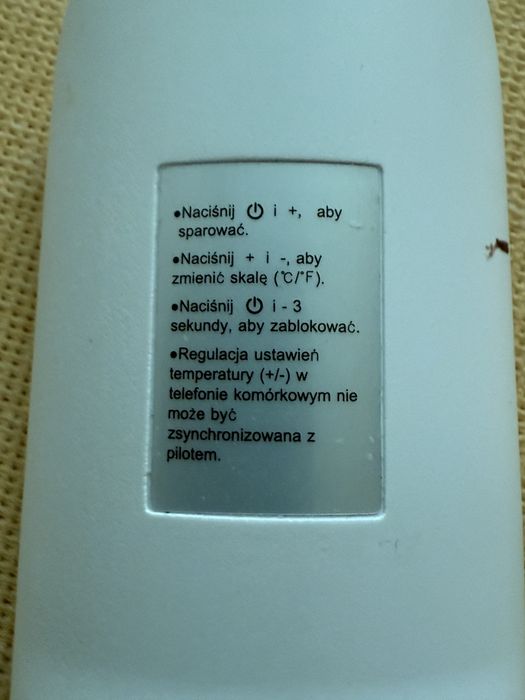 ●Naciśnij ⏻ i +, aby
sparować.
●Naciśnij + i -, aby
zmienić skalę (℃/℉).
●Naciśnij ⏻ i - 3
sekundy, aby zablokować.
●Regulacja ustawień
temperatury (+/-) w
telefonie komórkowym nie
może być
zsynchronizowana z
pilotem.